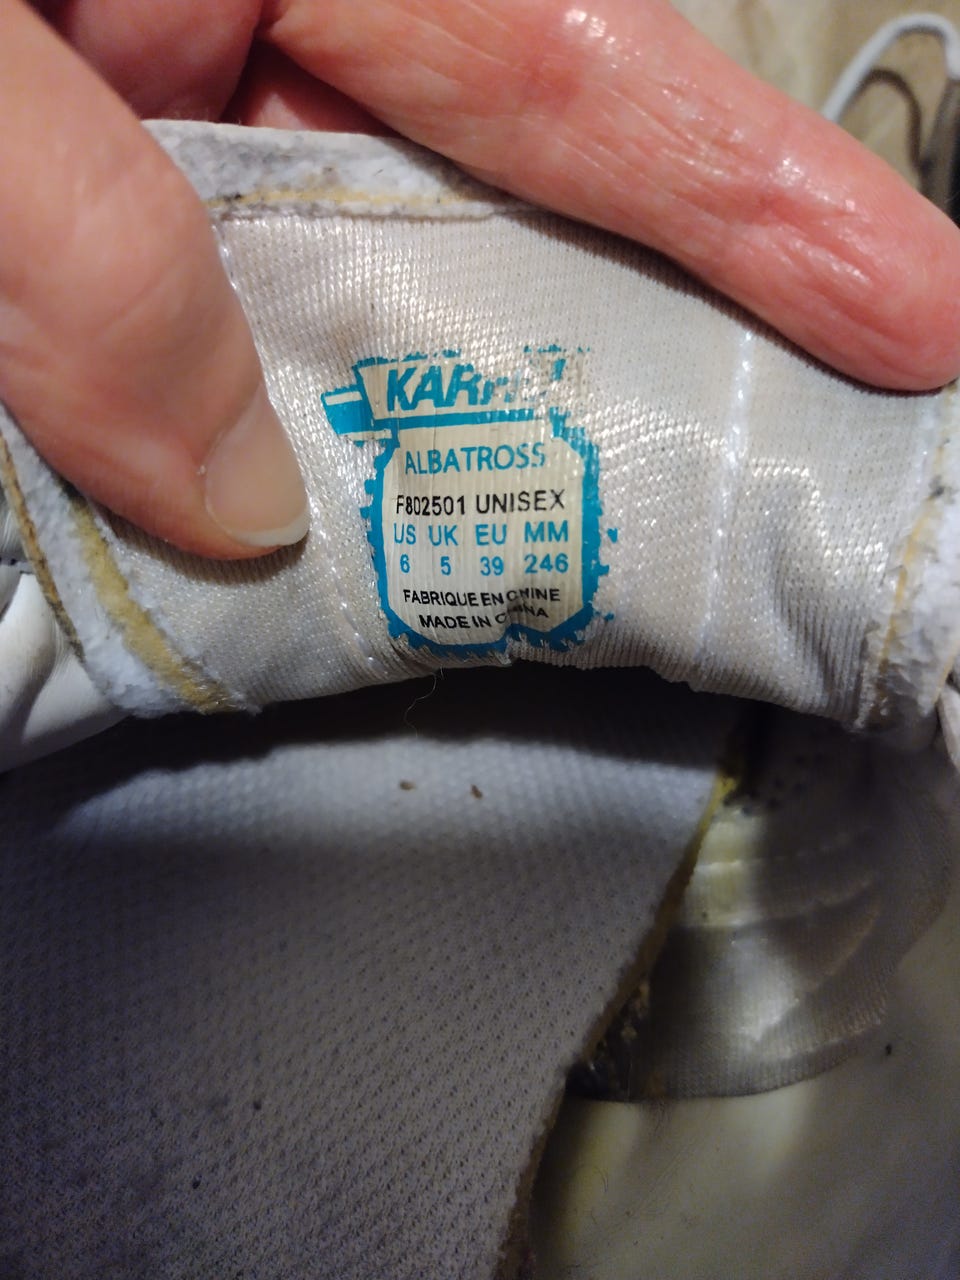 ALBATROSS
F802501 UNISEX
US UK EU MM
6 5 39 246
FABRIQUE EN CHINE
MADE IN CHINA